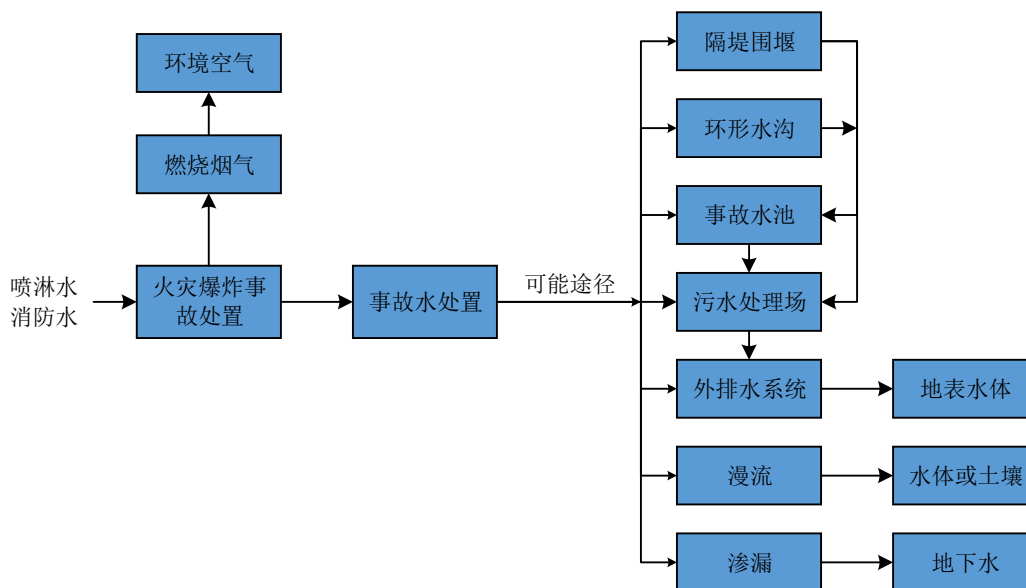 环境空气
燃烧烟气
喷淋水
消防水
火灾爆炸事
故处置
事故水处置
可能途径
隔堤围堰
环形水沟
事故水池
污水处理场
外排水系统
地表水体
漫流
水体或土壤
渗漏
地下水